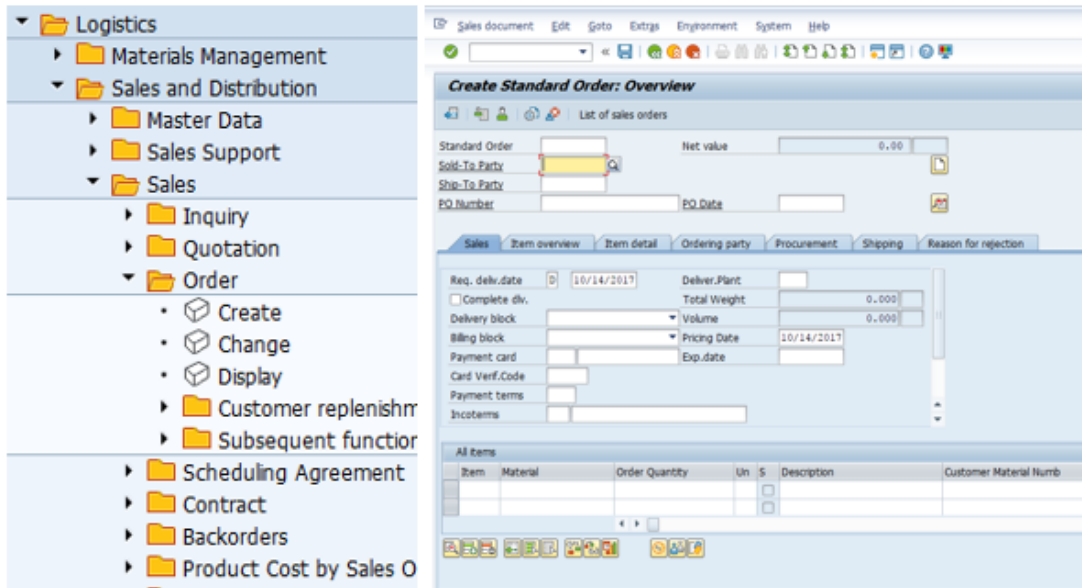 Logistics
Materials Management
Sales and Distribution
Master Data
Sales Support
Sales
Inquiry
Quotation
Order
Create
Change
Display
Customer replenishm
Subsequent function
Scheduling Agreement
Contract
Backorders
Product Cost by Sales O
Sales document Edit Goto Extras Environment System Help
Create Standard Order: Overview
List of sales orders
Standard Order Net value 0.00
Sold-To Party
Ship-To Party
PO Number PO Date
Sales Item overview Item detail Ordering party Procurement Shipping Reason for rejection
Req. deliv.date D 10/14/2017 Deliver.Plant
Complete dlv. Total Weight 0.000
Delivery block Volume 0.000
Billing block Pricing Date 10/14/2017
Payment card Exp.date
Card Verif.Code
Payment terms
Incoterms
All items
Item Material Order Quantity Un S Description Customer Material Numb